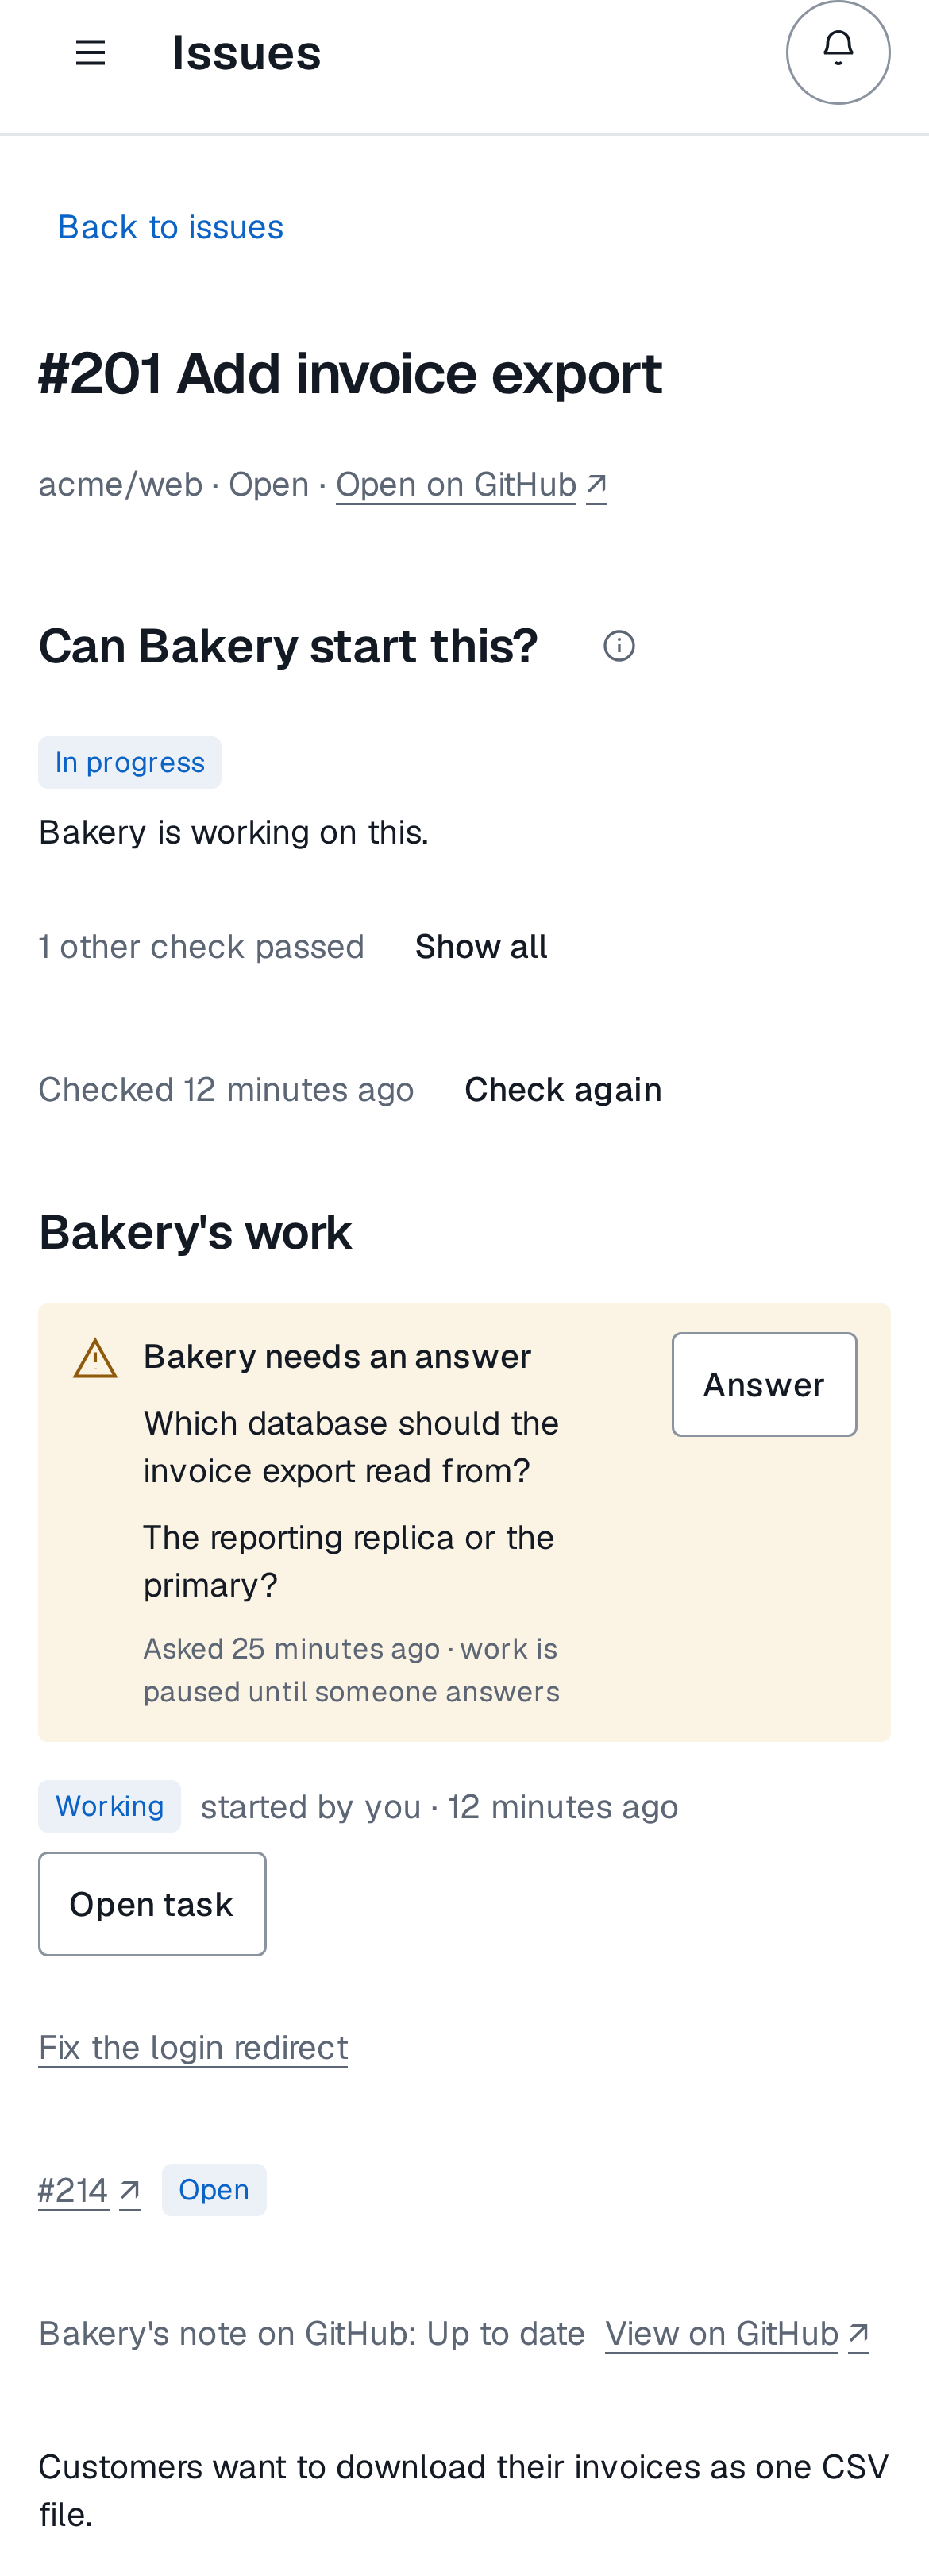 Issues
Back to issues
#201 Add invoice export
acme/web · Open · Open on GitHub ↗
Can Bakery start this?
In progress
Bakery is working on this.
1 other check passed Show all
Checked 12 minutes ago Check again
Bakery's work
Bakery needs an answer
Answer
Which database should the
invoice export read from?
The reporting replica or the
primary?
Asked 25 minutes ago · work is
paused until someone answers
Working started by you · 12 minutes ago
Open task
Fix the login redirect
#214 ↗ Open
Bakery's note on GitHub: Up to date View on GitHub ↗
Customers want to download their invoices as one CSV
file.